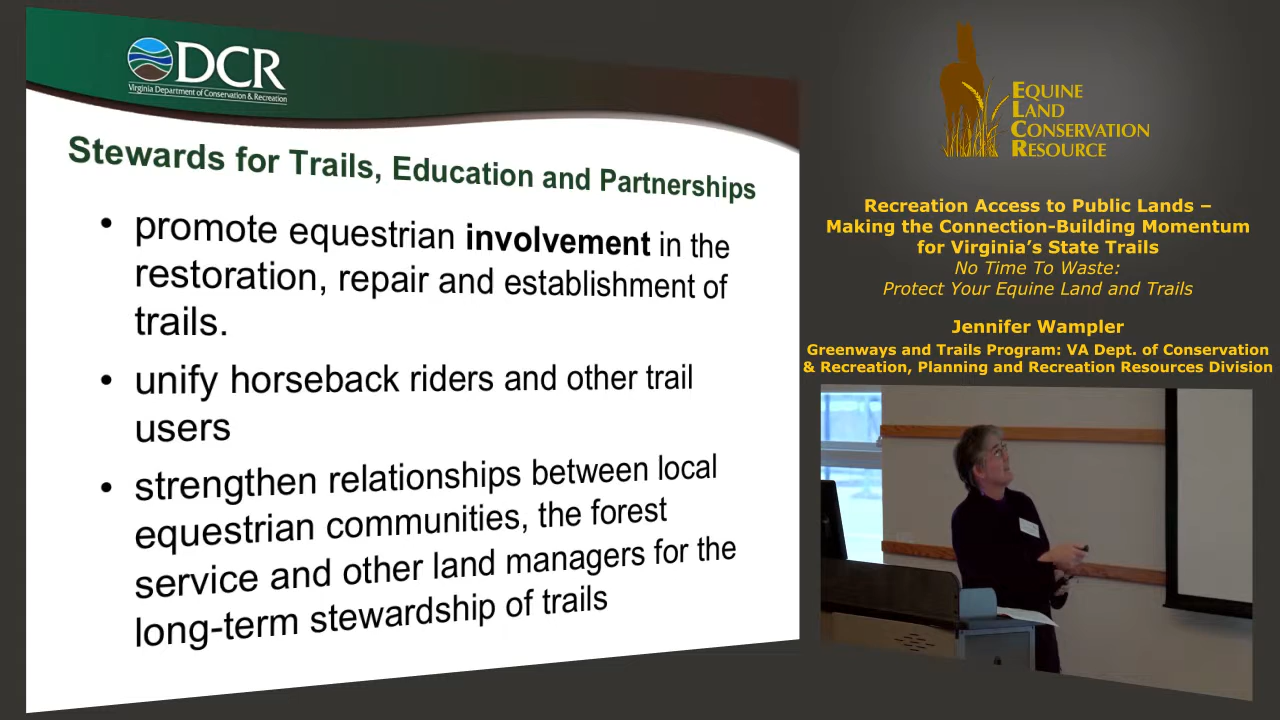 DCR
Virginia Department of Conservation & Recreation
Stewards for Trails, Education and Partnerships
• promote equestrian involvement in the
restoration, repair and establishment of
trails.
• unify horseback riders and other trail
users
• strengthen relationships between local
equestrian communities, the forest
service and other land managers for the
long-term stewardship of trails
EQUINE
LAND
CONSERVATION
RESOURCE
Recreation Access to Public Lands –
Making the Connection-Building Momentum
for Virginia's State Trails
No Time To Waste:
Protect Your Equine Land and Trails
Jennifer Wampler
Greenways and Trails Program: VA Dept. of Conservation
& Recreation, Planning and Recreation Resources Division